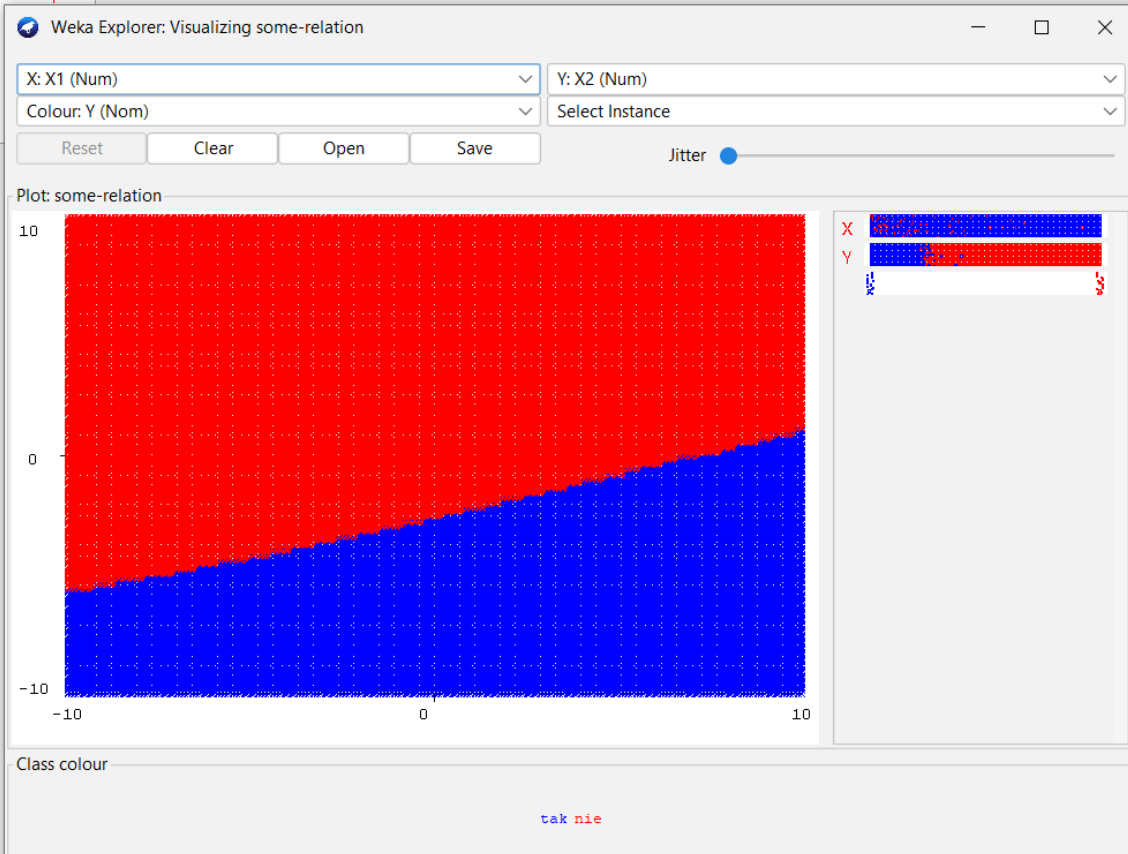 Weka Explorer: Visualizing some-relation
X: X1 (Num) Y: X2 (Num)
Colour: Y (Nom) Select Instance
Reset Clear Open Save Jitter
Plot: some-relation
10
0
-10
-10 0 10
X
Y
Class colour
tak nie